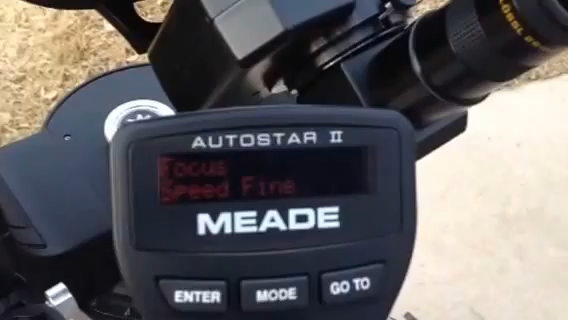 AUTOSTAR II
Focus
Speed Fine
MEADE
ENTER
MODE
GO TO